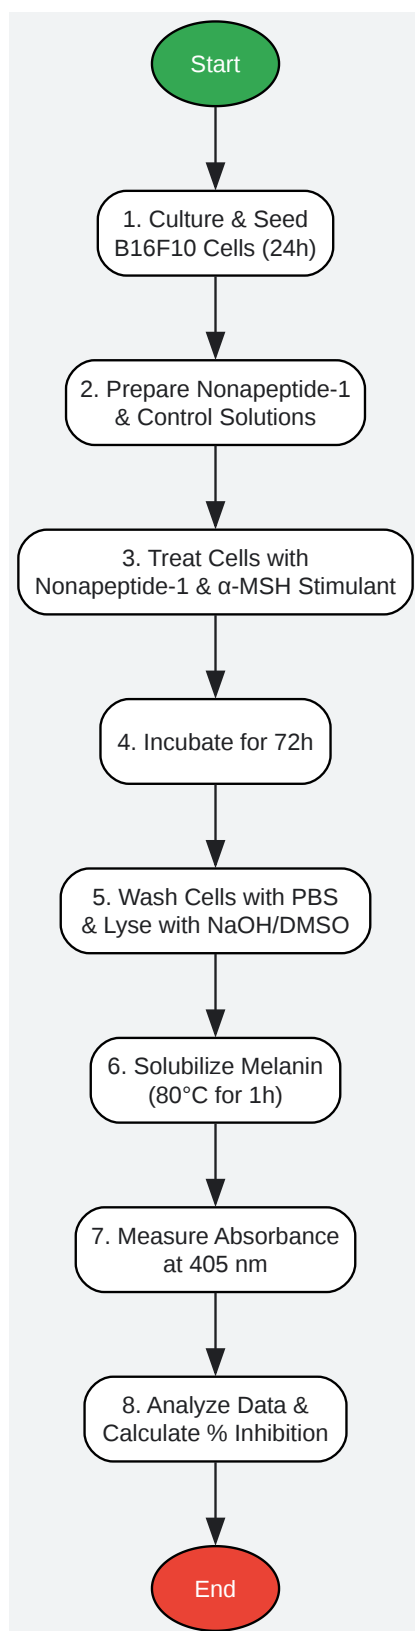 Start
1. Culture & Seed
B16F10 Cells (24h)
2. Prepare Nonapeptide-1
& Control Solutions
3. Treat Cells with
Nonapeptide-1 & α-MSH Stimulant
4. Incubate for 72h
5. Wash Cells with PBS
& Lyse with NaOH/DMSO
6. Solubilize Melanin
(80°C for 1h)
7. Measure Absorbance
at 405 nm
8. Analyze Data &
Calculate % Inhibition
End